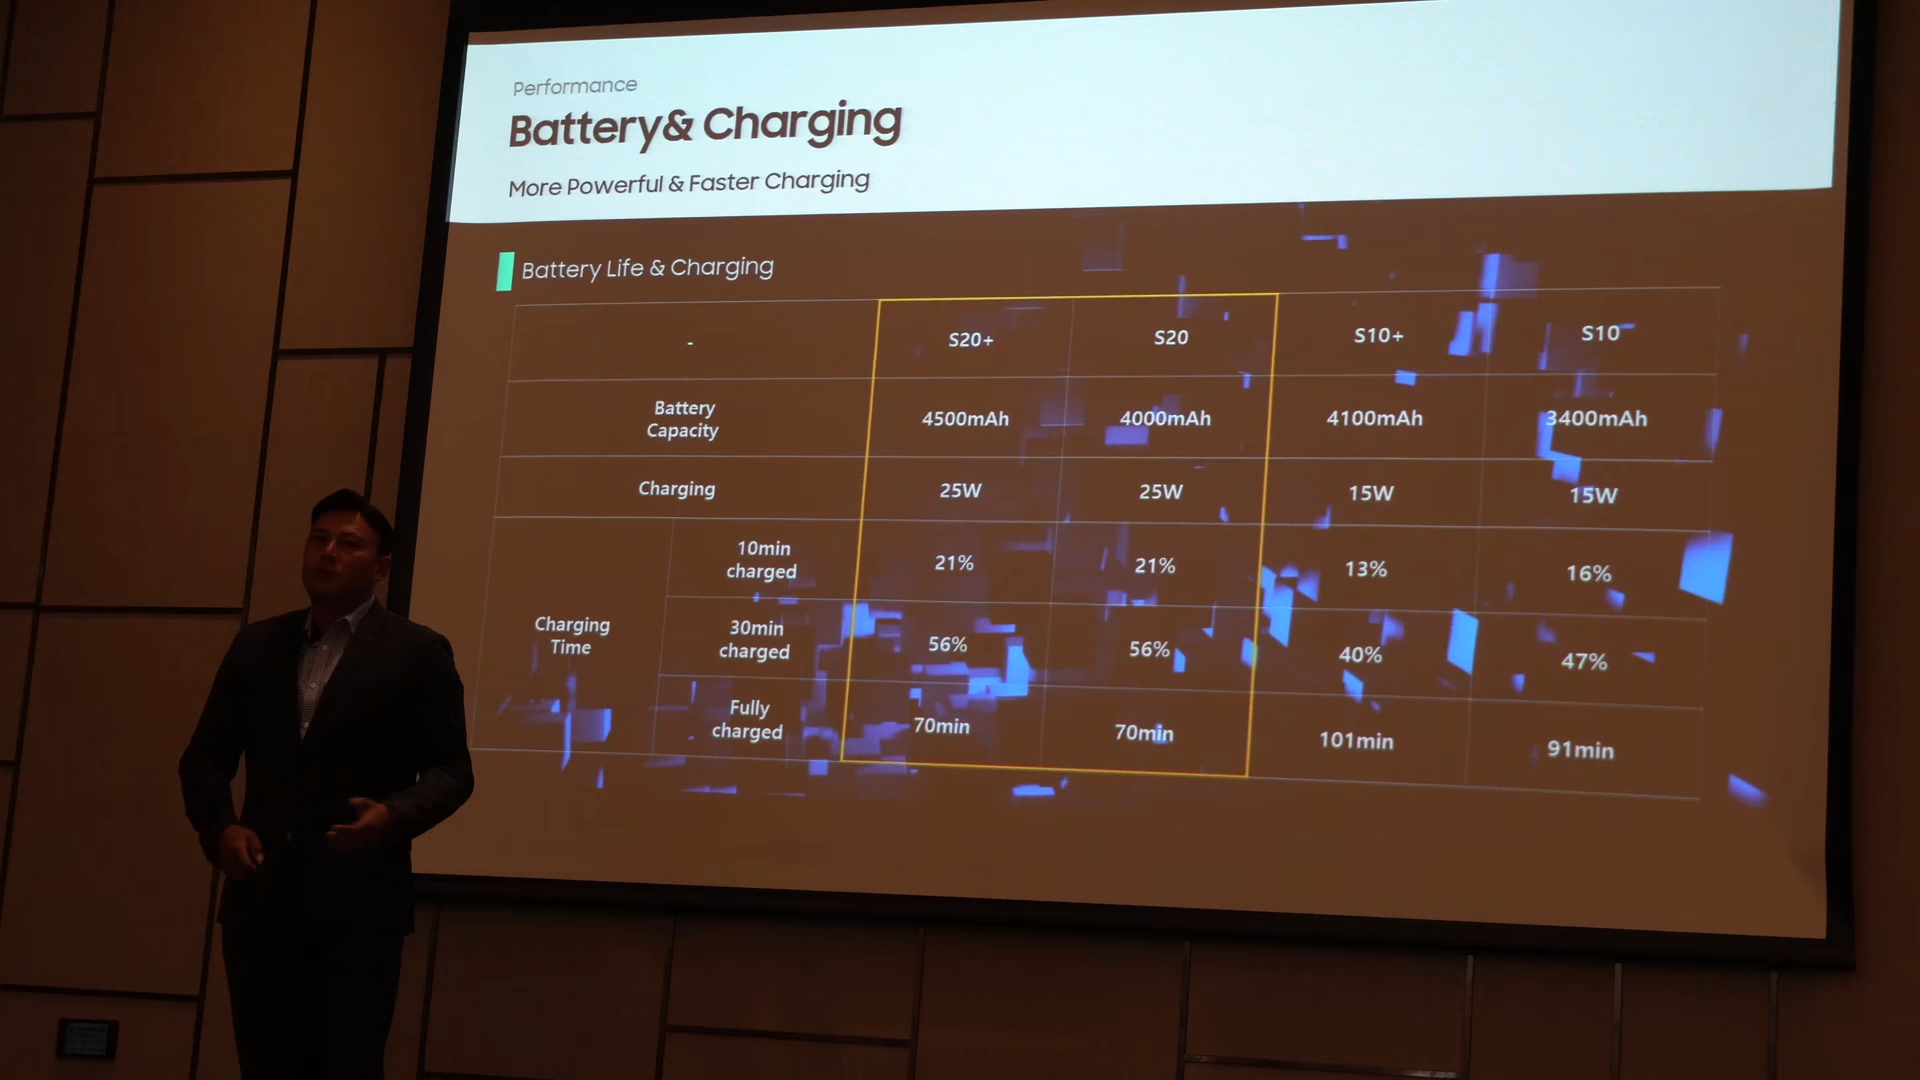 Performance
Battery& Charging
More Powerful & Faster Charging
Battery Life & Charging
- S20+ S20 S10+ S10
Battery
Capacity
4500mAh 4000mAh 4100mAh 3400mAh
Charging 25W 25W 15W 15W
Charging
Time
10min
charged
21% 21% 13% 16%
30min
charged
56% 56% 40% 47%
Fully
charged
70min 70min 101min 91min